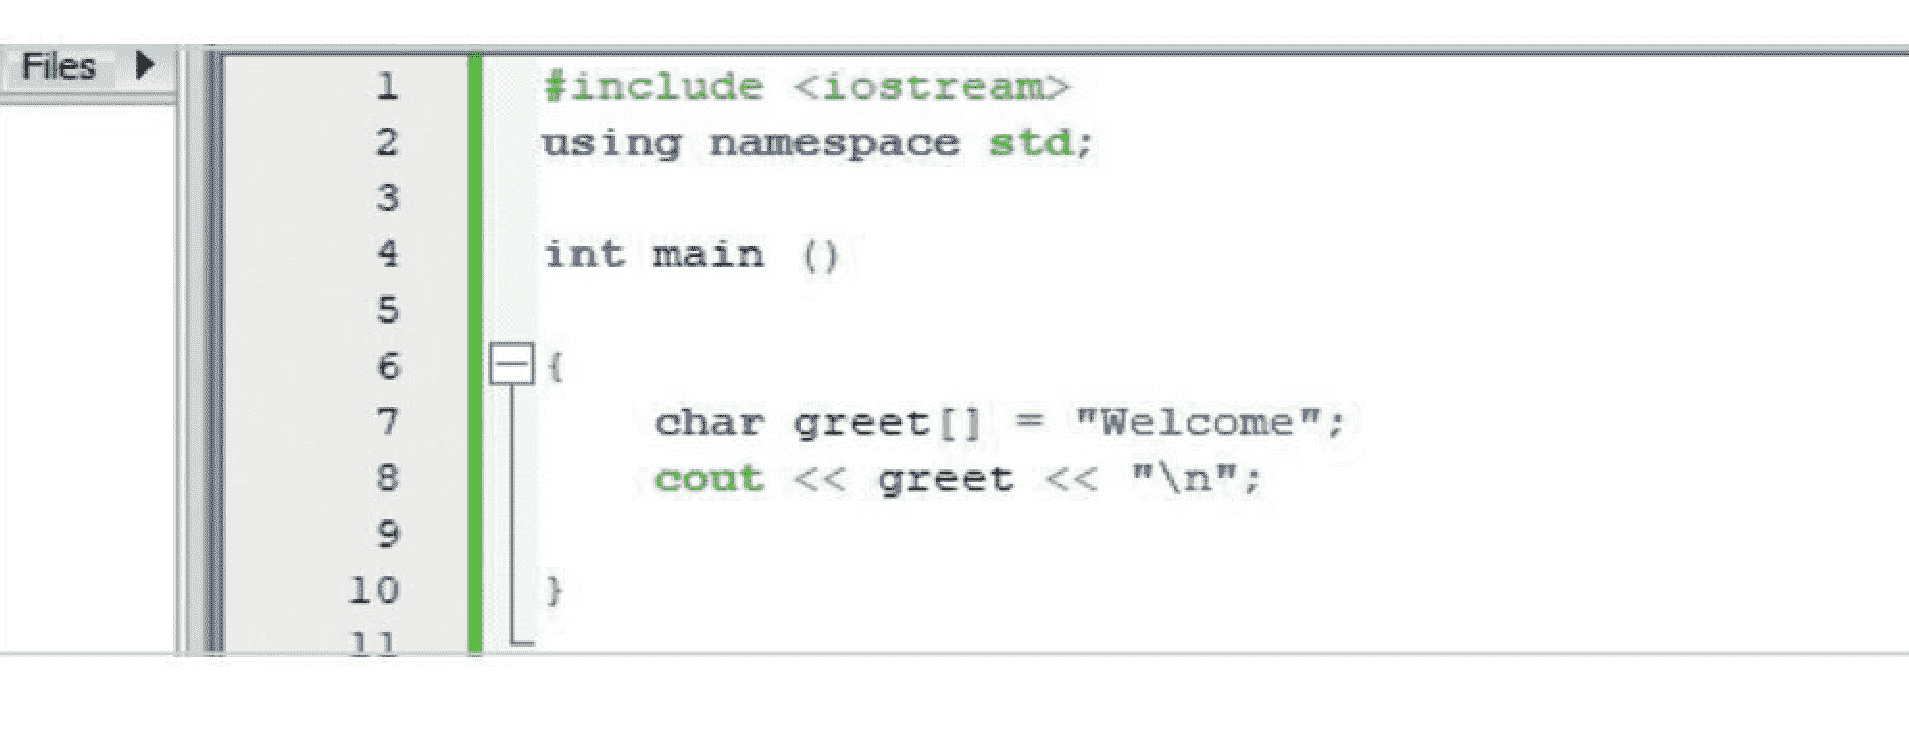 Files
1 #include <iostream>
2 using namespace std;
3
4 int main ()
5
6 {
7 char greet[] = "Welcome";
8 cout << greet << "\n";
9
10 }
11